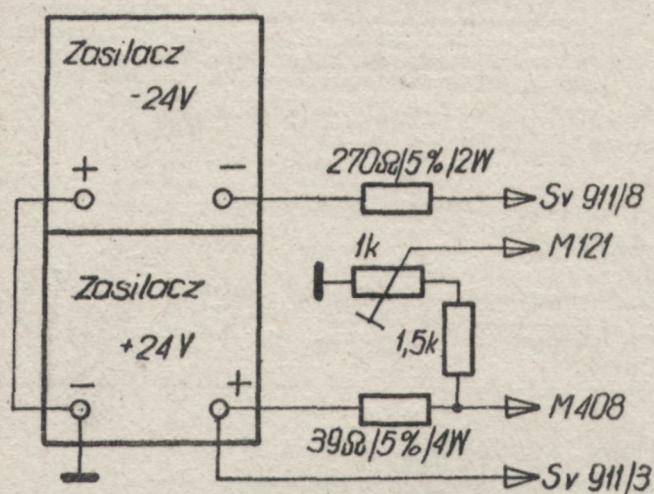 Zasilacz
-24V
+ -
270Ω/5%/2W
Sv 911/8
1k
M121
Zasilacz
+24V
1,5k
- +
M408
39Ω/5%/4W
Sv 911/3